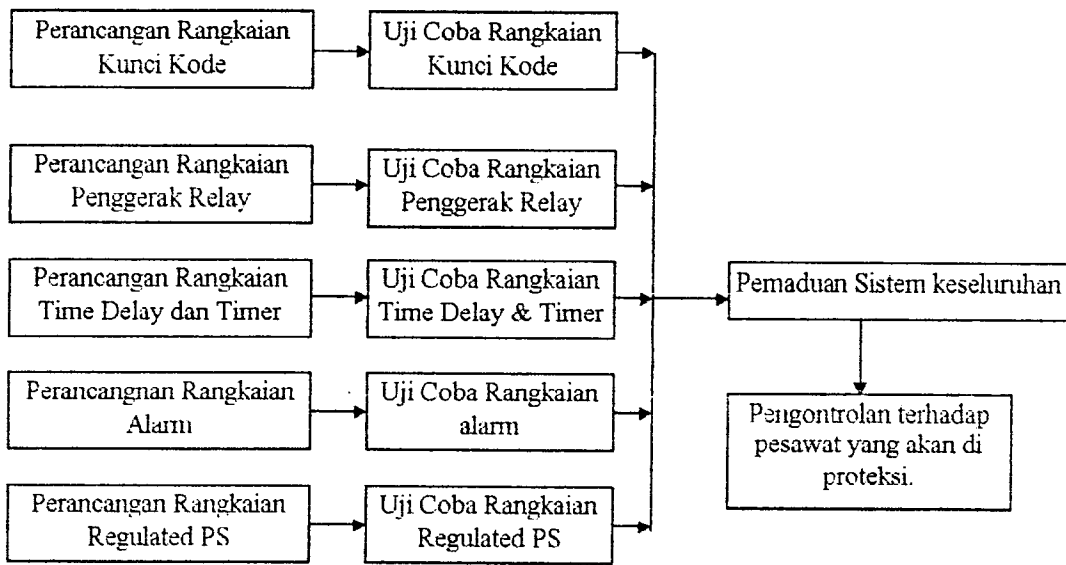 Perancangan Rangkaian
Kunci Kode
Uji Coba Rangkaian
Kunci Kode
Perancangan Rangkaian
Penggerak Relay
Uji Coba Rangkaian
Penggerak Relay
Perancangan Rangkaian
Time Delay dan Timer
Uji Coba Rangkaian
Time Delay & Timer
Pemaduan Sistem keseluruhan
Perancangnan Rangkaian
Alarm
Uji Coba Rangkaian
alarm
Pengontrolan terhadap
pesawat yang akan di
proteksi.
Perancangan Rangkaian
Regulated PS
Uji Coba Rangkaian
Regulated PS